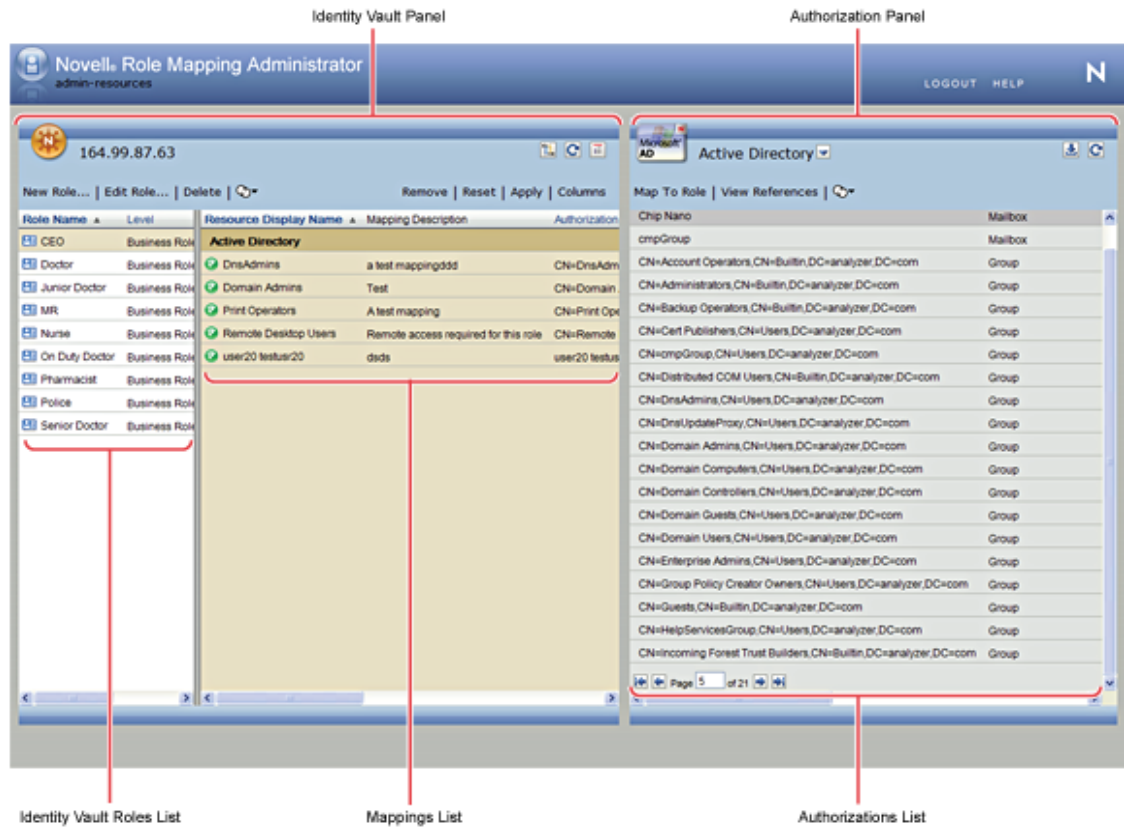 Identity Vault Panel
Authorization Panel
Novell® Role Mapping Administrator
admin-resources
LOGOUT HELP
N
164.99.87.63
New Role... | Edit Role... | Delete |
Remove | Reset | Apply | Columns
Role Name Level
Resource Display Name Mapping Description Authorization
CEO Business Role
Doctor Business Role
Junior Doctor Business Role
MR Business Role
Nurse Business Role
On Duty Doctor Business Role
Pharmacist Business Role
Police Business Role
Senior Doctor Business Role
Active Directory
DnsAdmins a test mappingddd CN=DnsAdm
Domain Admins Test CN=Domain
Print Operators A test mapping CN=Print Ope
Remote Desktop Users Remote access required for this role CN=Remote
user20 testusr20 dsds user20 testus
Microsoft AD
Active Directory
Map To Role | View References |
Chip Nano Mailbox
cmpGroup Mailbox
CN=Account Operators,CN=Builtin,DC=analyzer,DC=com Group
CN=Administrators,CN=Builtin,DC=analyzer,DC=com Group
CN=Backup Operators,CN=Builtin,DC=analyzer,DC=com Group
CN=Cert Publishers,CN=Users,DC=analyzer,DC=com Group
CN=cmpGroup,CN=Users,DC=analyzer,DC=com Group
CN=Distributed COM Users,CN=Builtin,DC=analyzer,DC=com Group
CN=DnsAdmins,CN=Users,DC=analyzer,DC=com Group
CN=DnsUpdateProxy,CN=Users,DC=analyzer,DC=com Group
CN=Domain Admins,CN=Users,DC=analyzer,DC=com Group
CN=Domain Computers,CN=Users,DC=analyzer,DC=com Group
CN=Domain Controllers,CN=Users,DC=analyzer,DC=com Group
CN=Domain Guests,CN=Users,DC=analyzer,DC=com Group
CN=Domain Users,CN=Users,DC=analyzer,DC=com Group
CN=Enterprise Admins,CN=Users,DC=analyzer,DC=com Group
CN=Group Policy Creator Owners,CN=Users,DC=analyzer,DC=com Group
CN=Guests,CN=Builtin,DC=analyzer,DC=com Group
CN=HelpServicesGroup,CN=Users,DC=analyzer,DC=com Group
CN=Incoming Forest Trust Builders,CN=Builtin,DC=analyzer,DC=com Group
Page 5 of 21
Identity Vault Roles List
Mappings List
Authorizations List